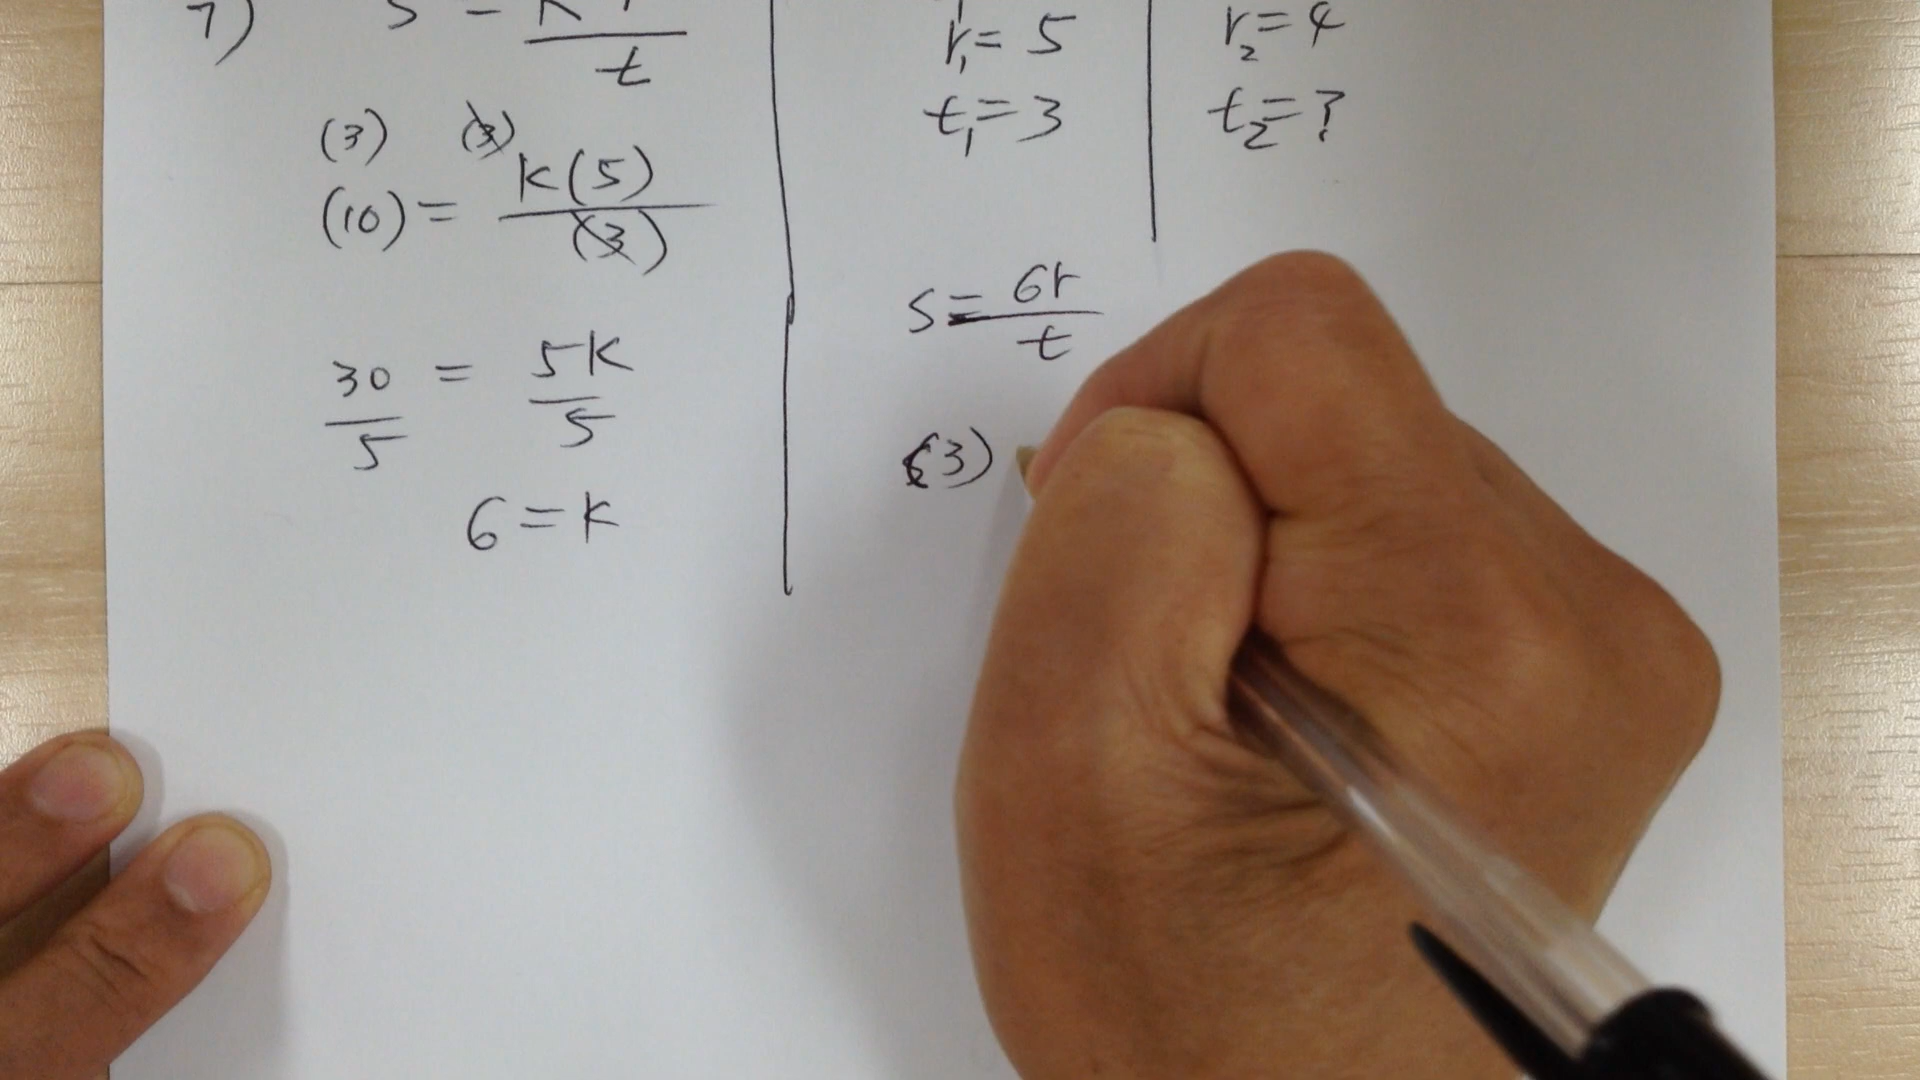 7) s = kr / t
(3) (3)
(10) = k(5) / (3)
30 / 5 = 5k / 5
6 = k
r₁ = 5
t₁ = 3
r₂ = 4
t₂ = ?
s = 6r / t
(3)